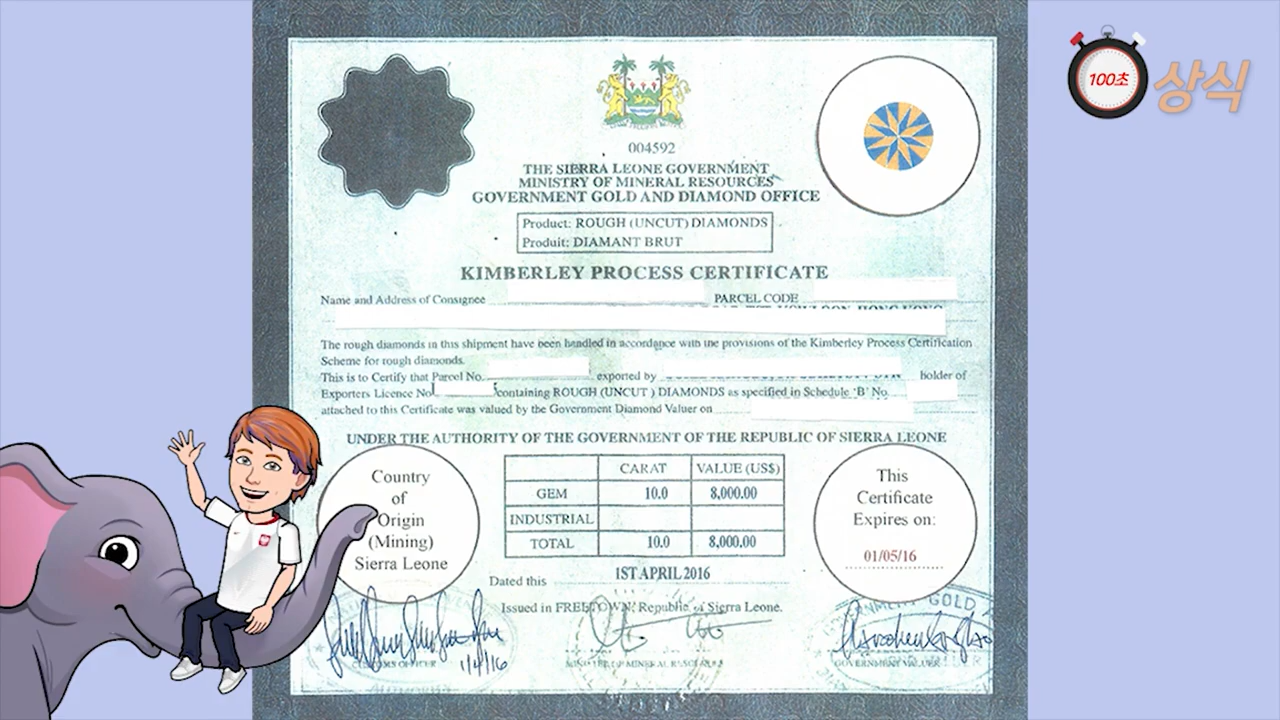 100초
상식
004592
THE SIERRA LEONE GOVERNMENT
MINISTRY OF MINERAL RESOURCES
GOVERNMENT GOLD AND DIAMOND OFFICE
Product: ROUGH (UNCUT) DIAMONDS
Produit: DIAMANT BRUT
KIMBERLEY PROCESS CERTIFICATE
Name and Address of Consignee PARCEL CODE
The rough diamonds in this shipment have been handled in accordance with the provisions of the Kimberley Process Certification
Scheme for rough diamonds.
This is to Certify that Parcel No. exported by holder of
Exporters Licence No containing ROUGH (UNCUT ) DIAMONDS as specified in Schedule 'B' No
attached to this Certificate was valued by the Government Diamond Valuer on
UNDER THE AUTHORITY OF THE GOVERNMENT OF THE REPUBLIC OF SIERRA LEONE
Country
of
Origin
(Mining)
Sierra Leone
CARAT VALUE (US$)
GEM 10.0 8,000.00
INDUSTRIAL
TOTAL 10.0 8,000.00
This
Certificate
Expires on:
01/05/16
Dated this 1ST APRIL 2016
Issued in FREETOWN, Republic of Sierra Leone.
1/4/16
CUSTOMS OFFICER MINISTRY OF MINERAL RESOURCES GOVERNMENT VALUER
GOLD